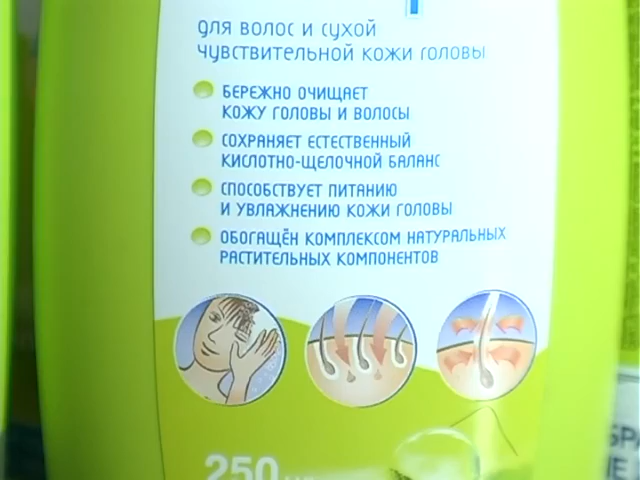 для волос и сухой
чувствительной кожи головы
БЕРЕЖНО ОЧИЩАЕТ
КОЖУ ГОЛОВЫ И ВОЛОСЫ
СОХРАНЯЕТ ЕСТЕСТВЕННЫЙ
КИСЛОТНО-ЩЕЛОЧНОЙ БАЛАНС
СПОСОБСТВУЕТ ПИТАНИЮ
И УВЛАЖНЕНИЮ КОЖИ ГОЛОВЫ
ОБОГАЩЁН КОМПЛЕКСОМ НАТУРАЛЬНЫХ
РАСТИТЕЛЬНЫХ КОМПОНЕНТОВ
250